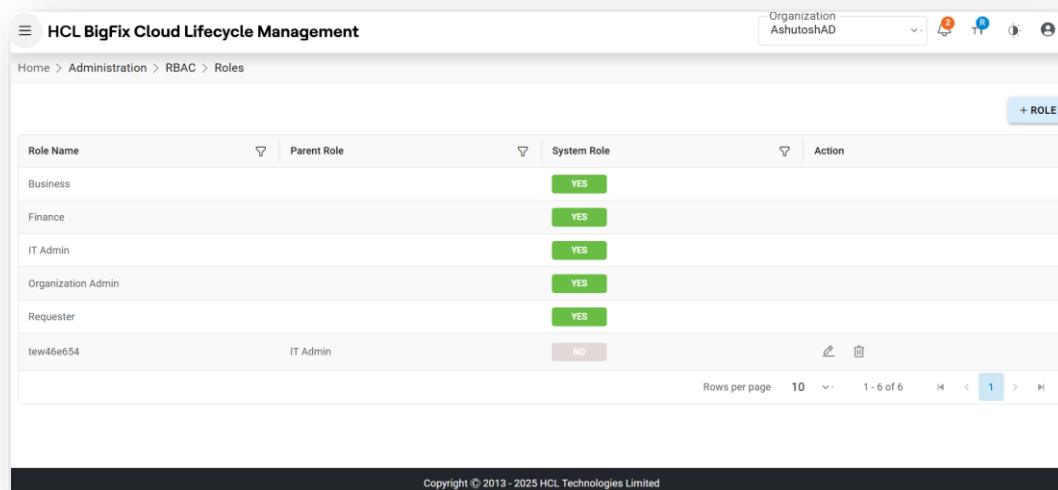 HCL BigFix Cloud Lifecycle Management
Organization
AshutoshAD
2
R
Home > Administration > RBAC > Roles
+ ROLE
Role Name Parent Role System Role Action
Business YES
Finance YES
IT Admin YES
Organization Admin YES
Requester YES
tew46e654 IT Admin NO
Rows per page 10 1 - 6 of 6 1
Copyright © 2013 - 2025 HCL Technologies Limited